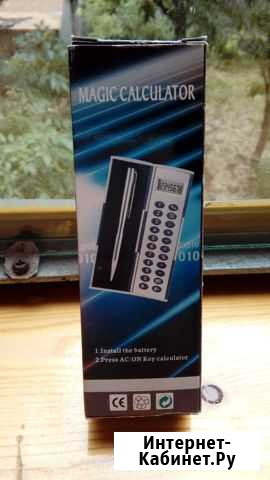 MAGIC CALCULATOR
1 Install the battery
2 Press AC/ON Key calculator
CE
Интернет-
Кабинет.Ру